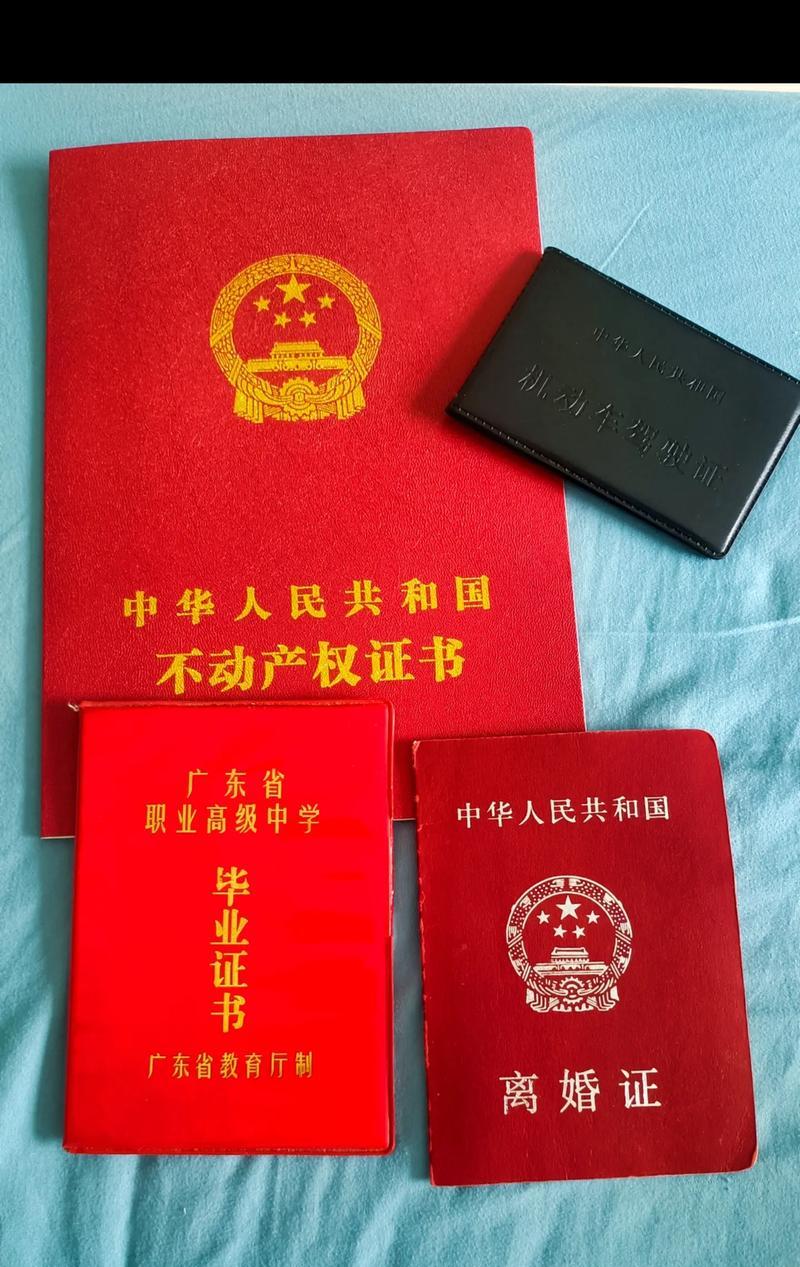 中华人民共和国
不动产权证书
中华人民共和国
机动车驾驶证
广东省
职业高级中学
毕业证书
广东省教育厅制
中华人民共和国
离婚证